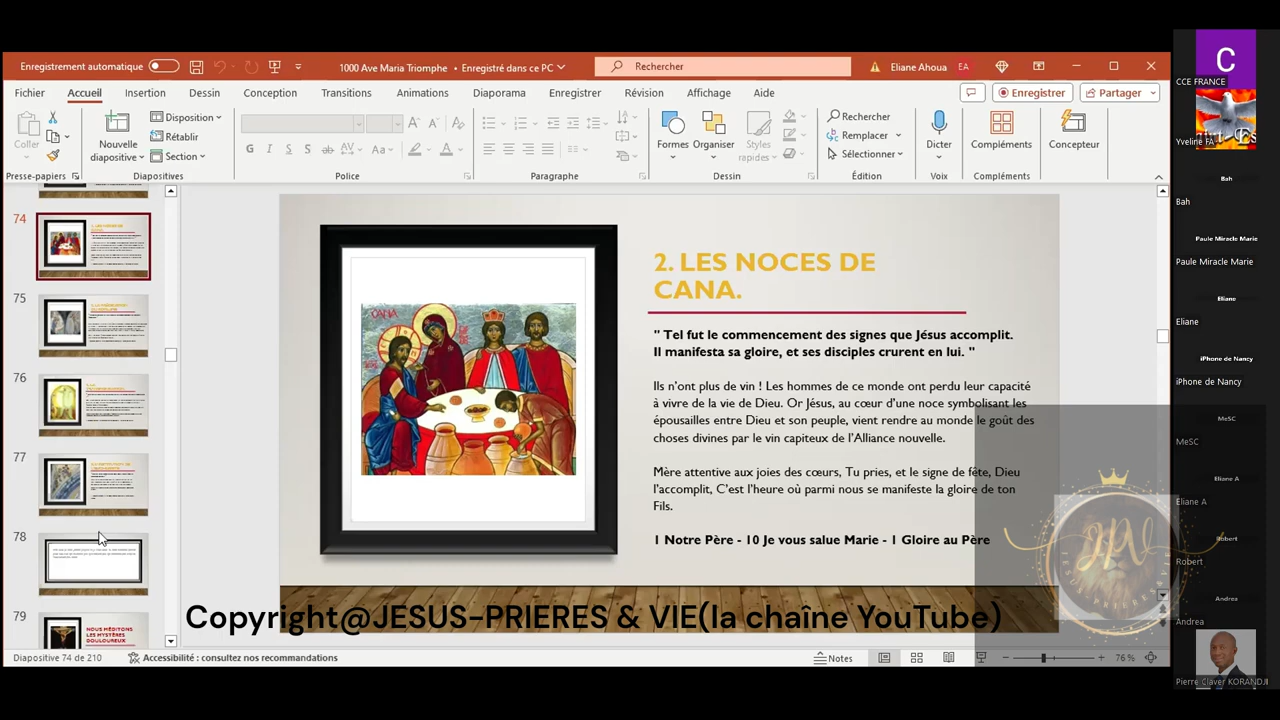 Enregistrement automatique
1000 Ave Maria Triomphe • Enregistré dans ce PC
Rechercher
Eliane Ahoua
EA
Fichier
Accueil
Insertion
Dessin
Conception
Transitions
Animations
Diaporama
Enregistrer
Révision
Affichage
Aide
Enregistrer
Partager
Coller
Nouvelle
diapositive
Disposition
Rétablir
Section
G
I
S
S
ab
AV
Aa
A
Formes
Organiser
Styles
rapides
Rechercher
Remplacer
Sélectionner
Dicter
Compléments
Concepteur
Presse-papiers
Diapositives
Police
Paragraphe
Dessin
Édition
Voix
Compléments
74
75
76
77
78
79
NOUS MÉDITONS
LES MYSTÈRES
DOULOUREUX
CANA
2. LES NOCES DE
CANA.
" Tel fut le commencement des signes que Jésus accomplit.
Il manifesta sa gloire, et ses disciples crurent en lui. "
Ils n'ont plus de vin ! Les hommes de ce monde ont perdu leur capacité
à vivre de la vie de Dieu. Or Jésus, au cœur d'une noce symbolisant les
épousailles entre Dieu et son peuple, vient rendre au monde le goût des
choses divines par le vin capiteux de l'Alliance nouvelle.
Mère attentive aux joies de la terre, Tu pries, et le signe de fête, Dieu
l'accomplit, C'est l'heure où parmi nous se manifeste la gloire de ton
Fils.
1 Notre Père - 10 Je vous salue Marie - 1 Gloire au Père
JPV
Copyright@JESUS-PRIERES & VIE(la chaîne YouTube)
Diapositive 74 de 210
Accessibilité : consultez nos recommandations
Notes
76 %
C
CCE FRANCE
Yveline FA
Bah
Bah
Paule Miracle Marie
Paule Miracle Marie
Eliane
Eliane
iPhone de Nancy
iPhone de Nancy
MeSC
MeSC
Eliane A
Eliane A
Robert
Robert
Andrea
Andrea
Pierre Claver KORANDJI